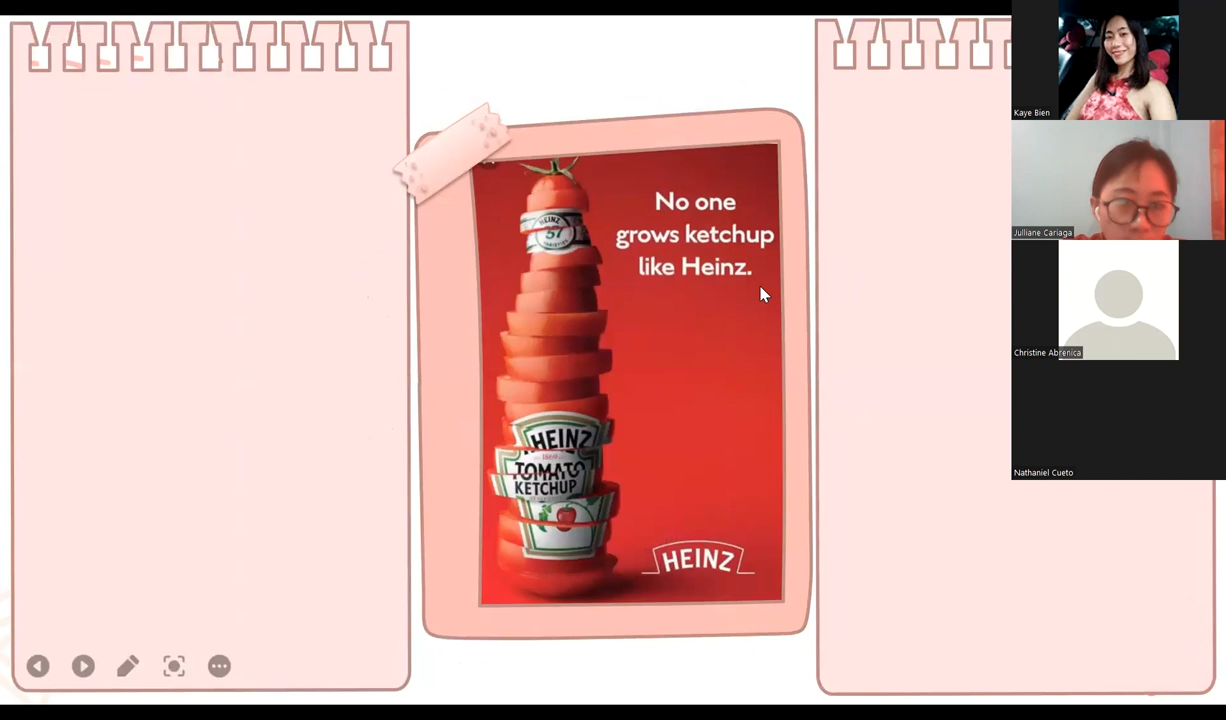 No one
grows ketchup
like Heinz.
HEINZ
57
VARIETIES
HEINZ
TOMATO
KETCHUP
HEINZ
Kaye Bien
Julliane Cariaga
Christine Abrenica
Nathaniel Cueto